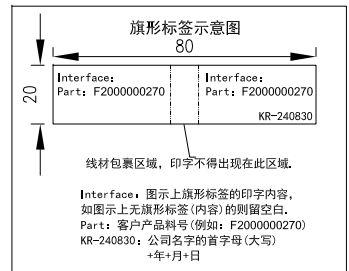 旗形标签示意图
80
20
Interface:
Part: F2000000270
Interface:
Part: F2000000270
KR-240830
线材包裹区域，印字不得出现在此区域.
Interface: 图示上旗形标签的印字内容,
如图示上无旗形标签(内容)的则留空白.
Part: 客户产品料号(例如: F2000000270)
KR-240830: 公司名字的首字母(大写)
+年+月+日